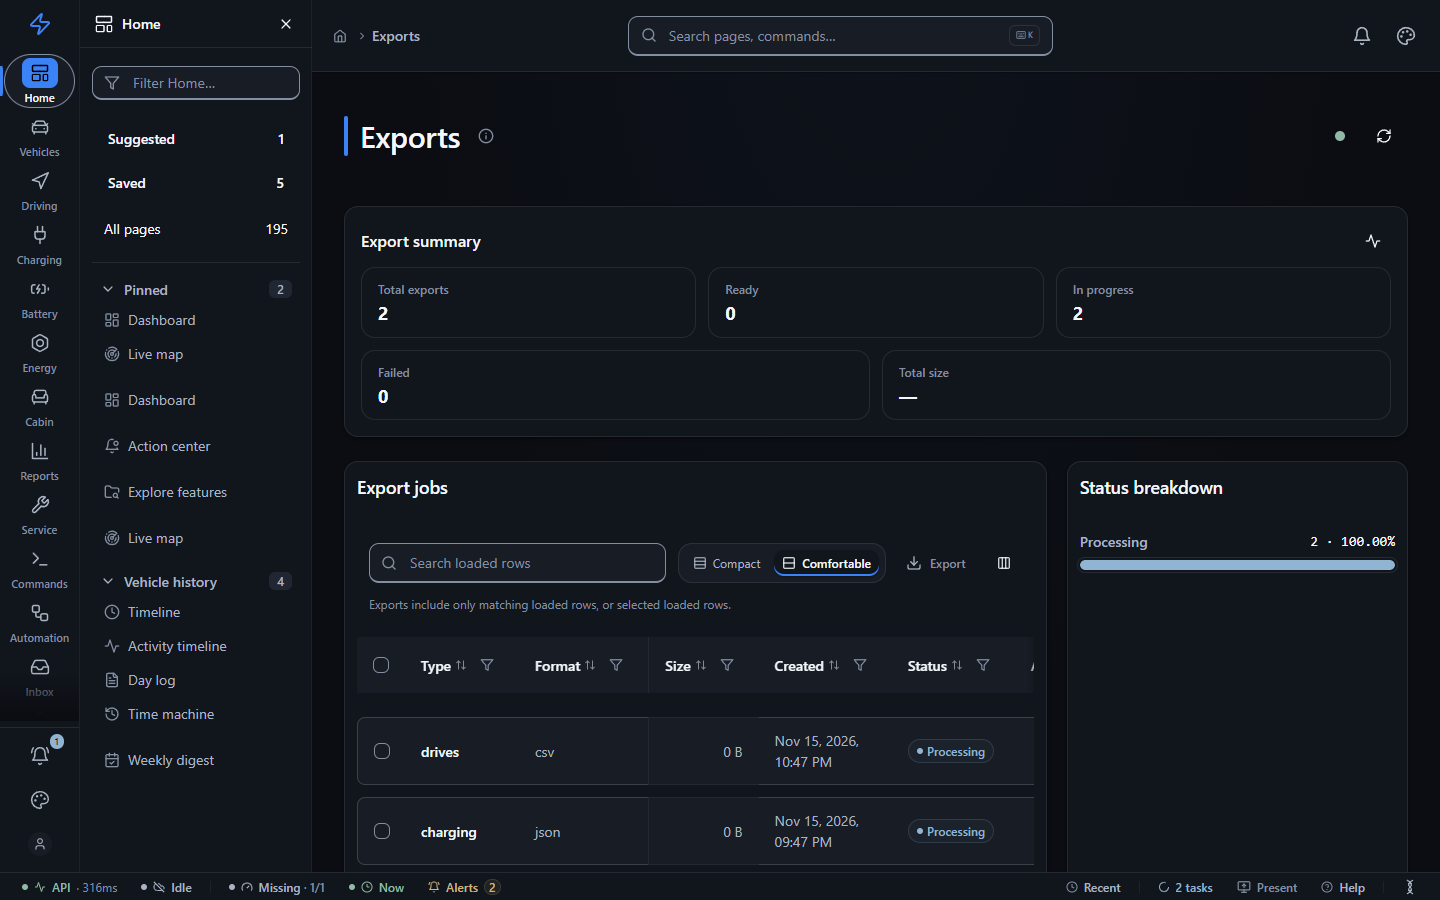 Home
Vehicles
Driving
Charging
Battery
Energy
Cabin
Reports
Service
Commands
Automation
Inbox
1
Home
Filter Home...
Suggested 1
Saved 5
All pages 195
Pinned 2
Dashboard
Live map
Dashboard
Action center
Explore features
Live map
Vehicle history 4
Timeline
Activity timeline
Day log
Time machine
Weekly digest
Exports
Search pages, commands...
K
Exports
Export summary
Total exports
2
Ready
0
In progress
2
Failed
0
Total size
—
Export jobs
Search loaded rows
Compact
Comfortable
Export
Exports include only matching loaded rows, or selected loaded rows.
Type Format Size Created Status
drives csv 0 B Nov 15, 2026, 10:47 PM Processing
charging json 0 B Nov 15, 2026, 09:47 PM Processing
Status breakdown
Processing 2 · 100.00%
API · 316ms
Idle
Missing · 1/1
Now
Alerts 2
Recent
2 tasks
Present
Help